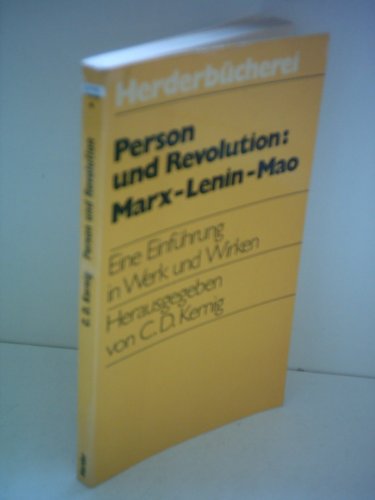 Herderbücherei
Person
und Revolution:
Marx-Lenin-Mao
Eine Einführung
in Werk und Wirken
Herausgegeben
von C. D. Kernig
C. D. Kernig Person und Revolution